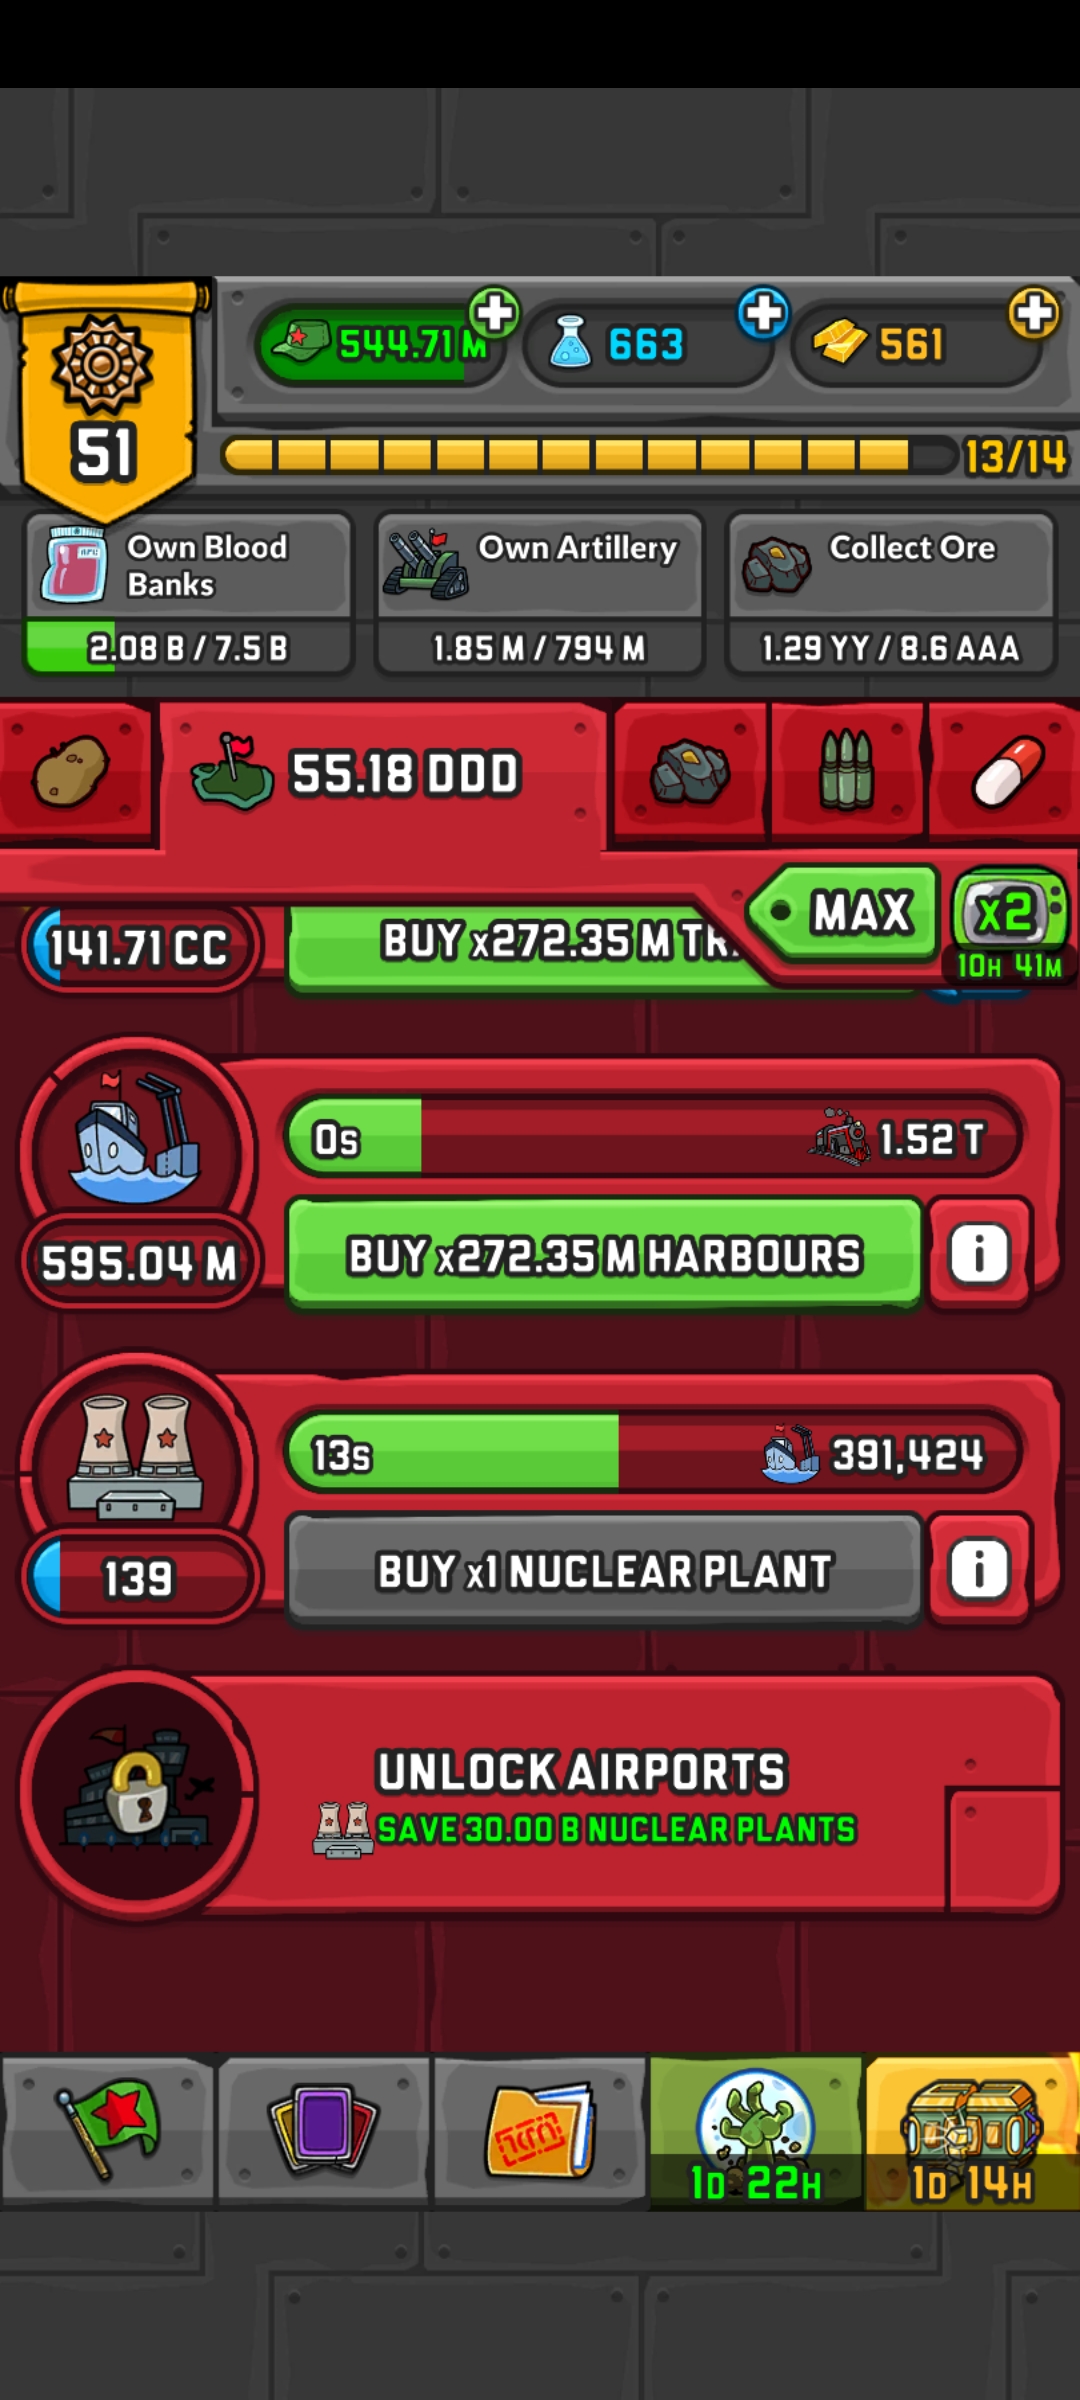 544.71 M
663
561
51
13/14
Own Blood
Banks
2.08 B / 7.5 B
Own Artillery
1.85 M / 794 M
Collect Ore
1.29 YY / 8.6 AAA
55.18 DDD
MAX
x2
10H 41M
141.71 CC
BUY x272.35 M
0s
1.52 T
595.04 M
BUY x272.35 M HARBOURS
i
13s
391,424
139
BUY x1 NUCLEAR PLANT
i
UNLOCK AIRPORTS
SAVE 30.00 B NUCLEAR PLANTS
1D 22H
1D 14H